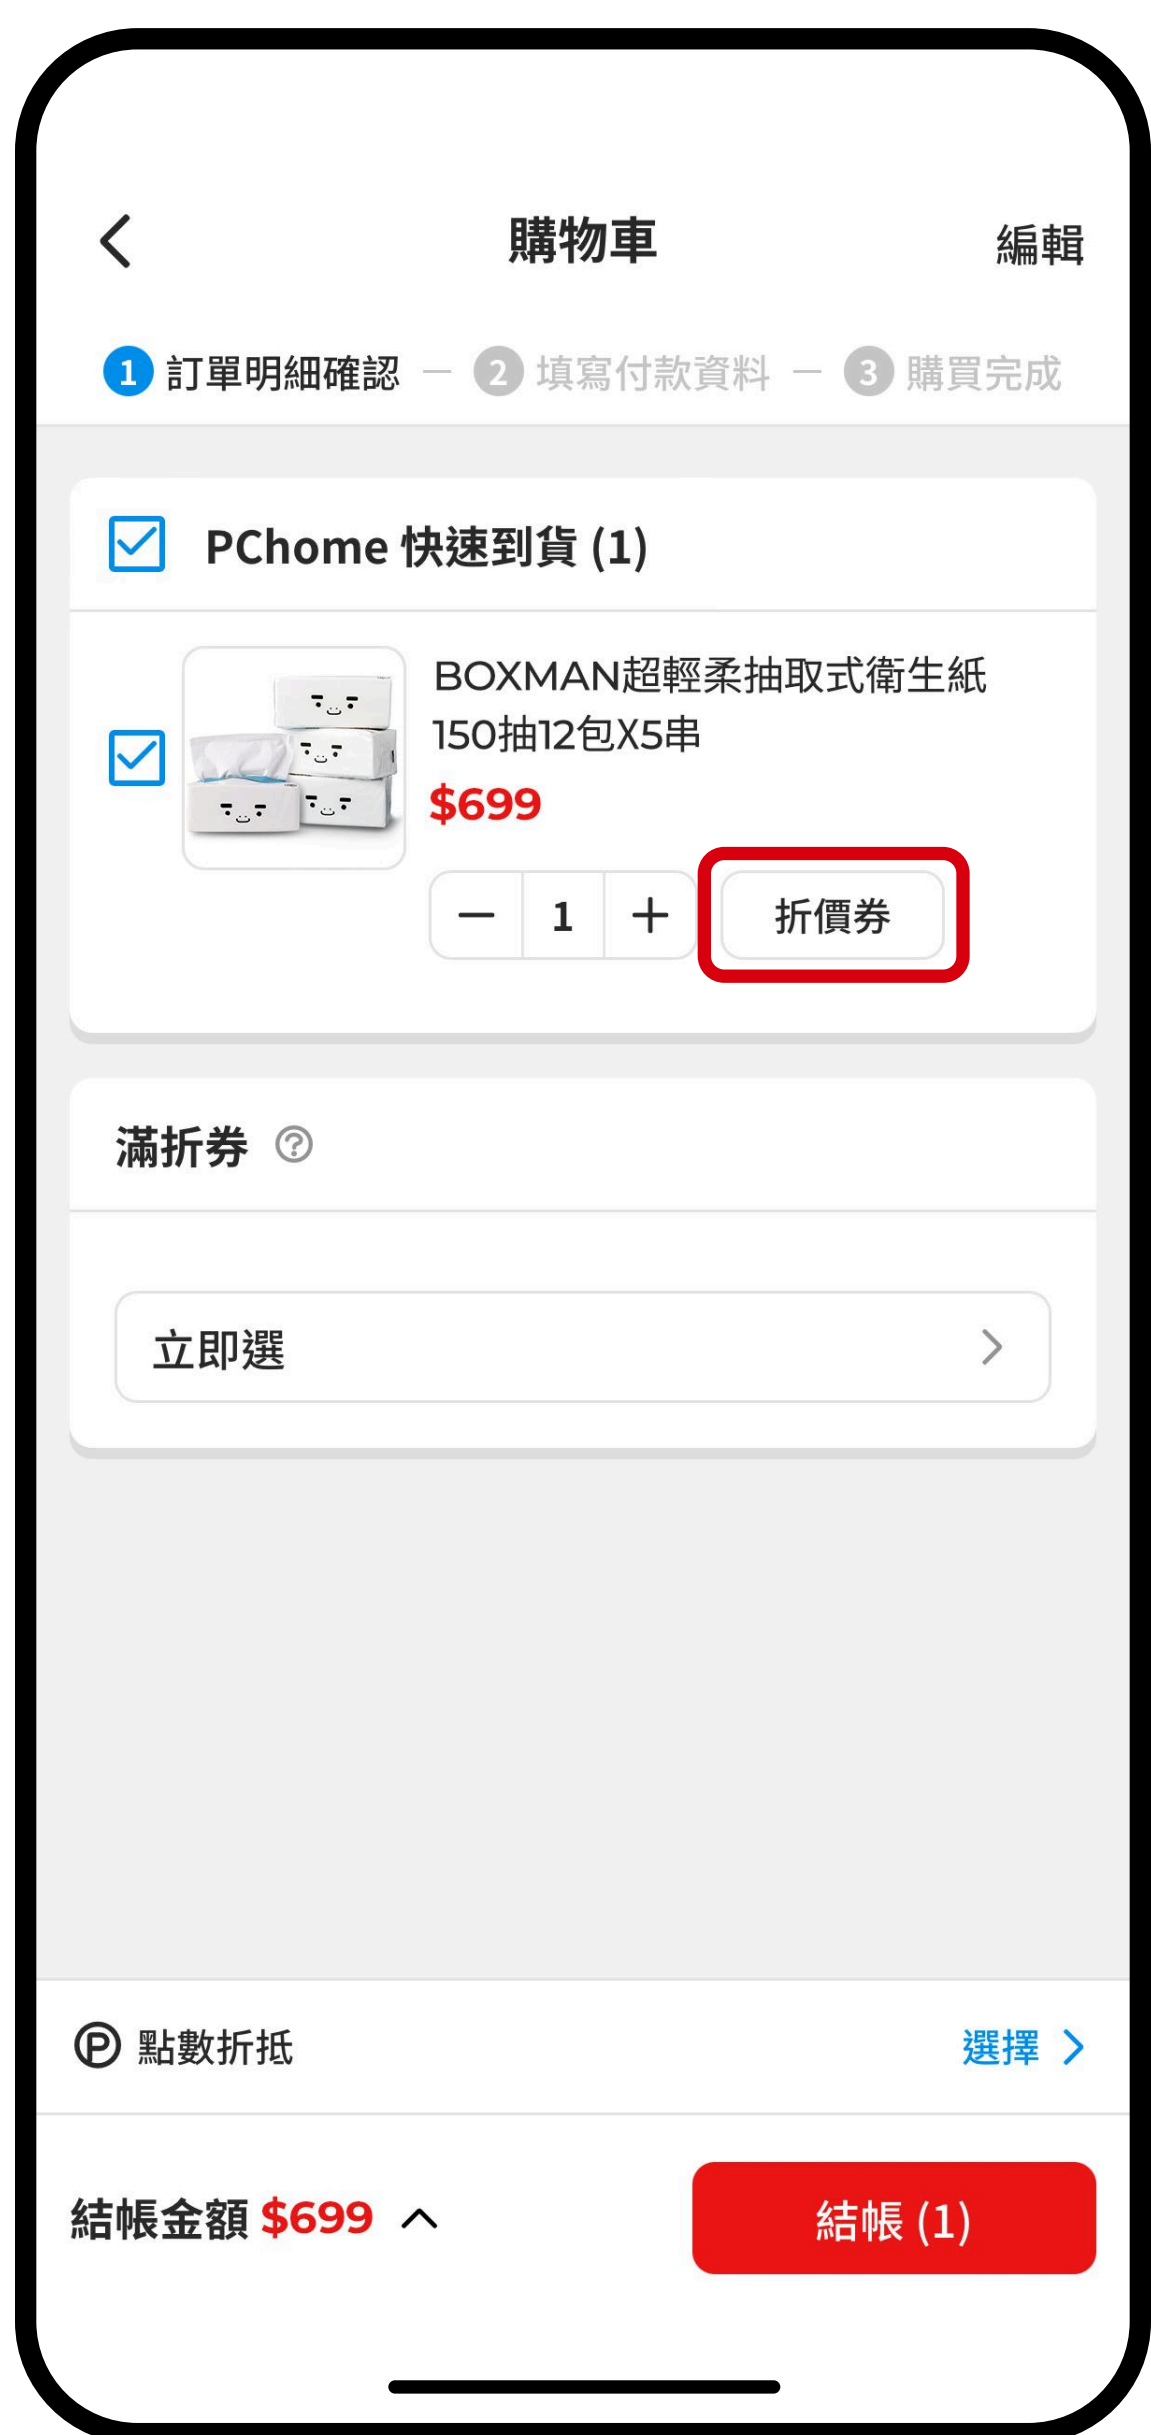 購物車
編輯
1 訂單明細確認 — 2 填寫付款資料 — 3 購買完成
PChome 快速到貨 (1)
BOXMAN超輕柔抽取式衛生紙
150抽12包X5串
$699
— 1 +
折價券
滿折券 ?
立即選
P 點數折抵
選擇
結帳金額 $699
結帳 (1)